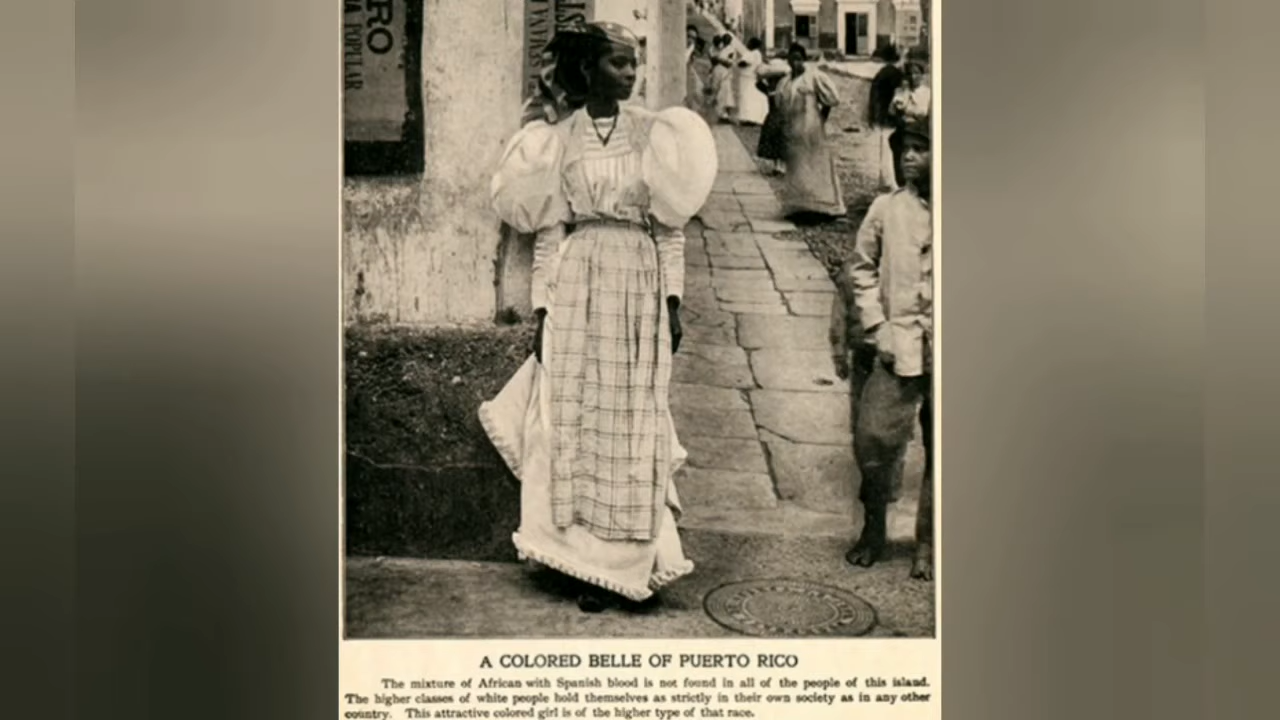 RO
A POPULAR
A COLORED BELLE OF PUERTO RICO
The mixture of African with Spanish blood is not found in all of the people of this island.
The higher classes of white people hold themselves as strictly in their own society as in any other
country. This attractive colored girl is of the higher type of that race.